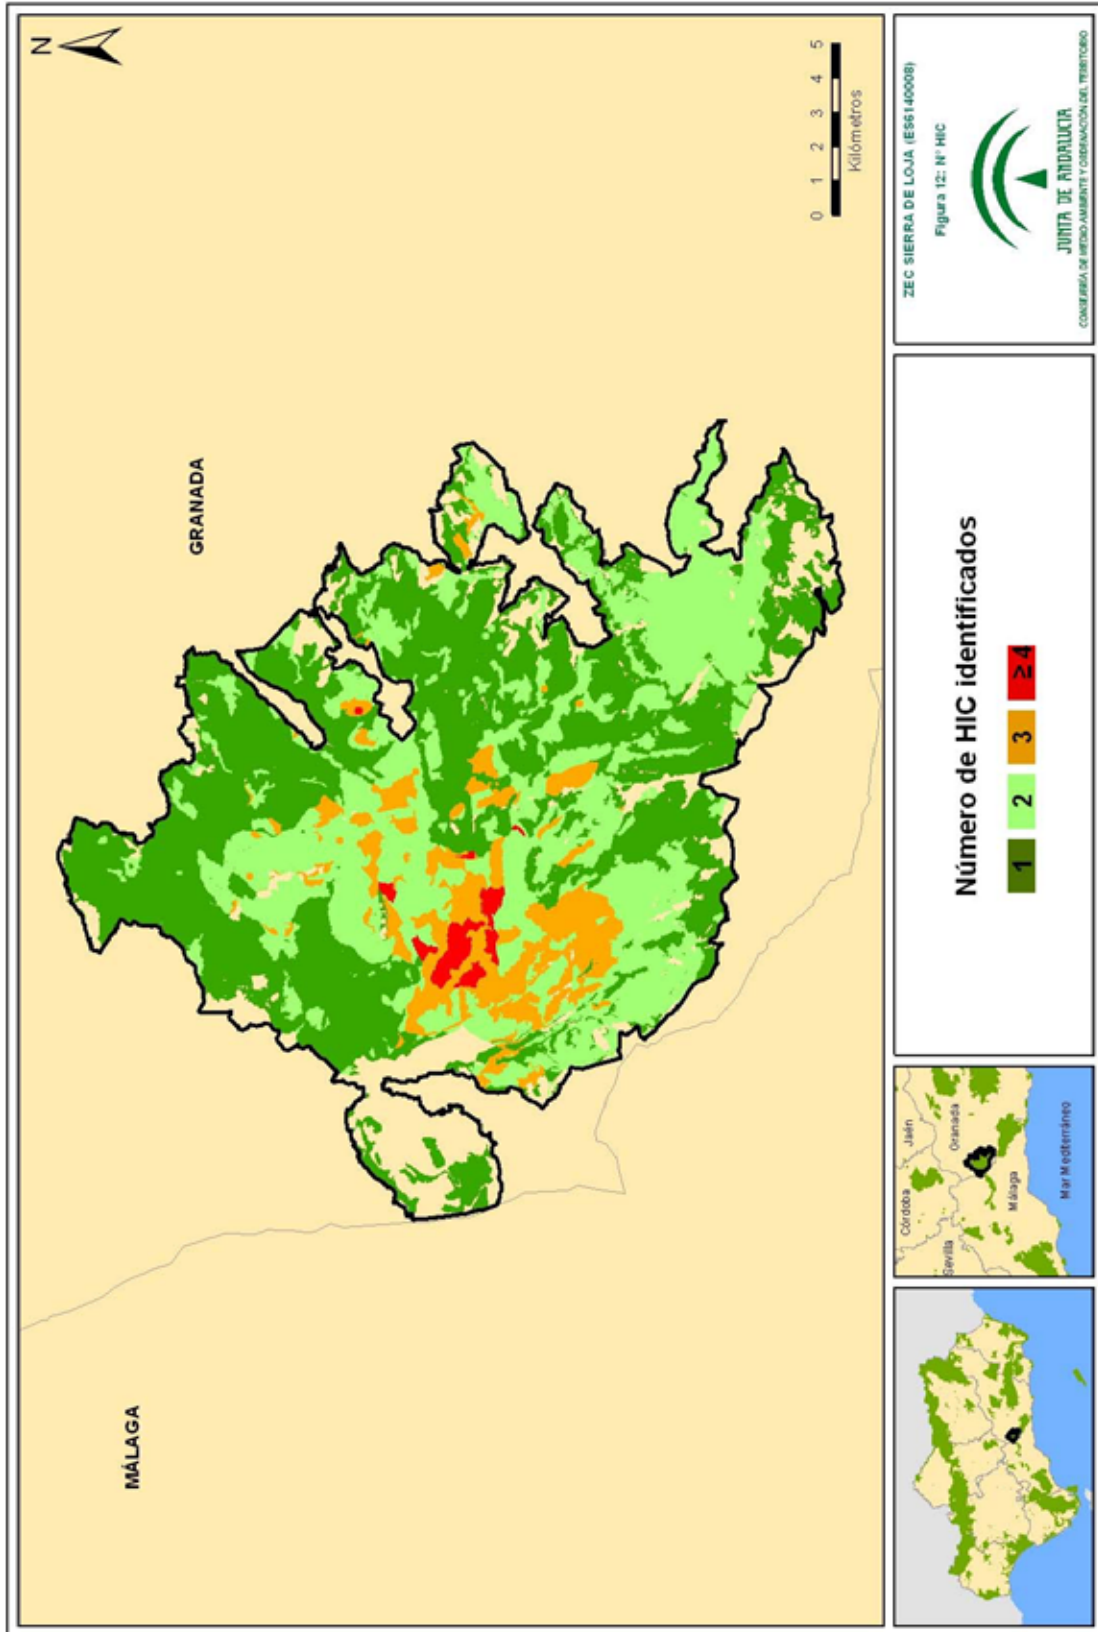 N
GRANADA
MÁLAGA
0 1 2 3 4 5
Kilómetros
Córdoba
Jaén
Sevilla
Granada
Málaga
Mar Mediterráneo
Número de HIC identificados
1 2 3 ≥4
ZEC SIERRA DE LOJA (ES6140008)
Figura 12: Nº HIC
JUNTA DE ANDALUCIA
CONSEJERÍA DE MEDIO AMBIENTE Y ORDENACIÓN DEL TERRITORIO